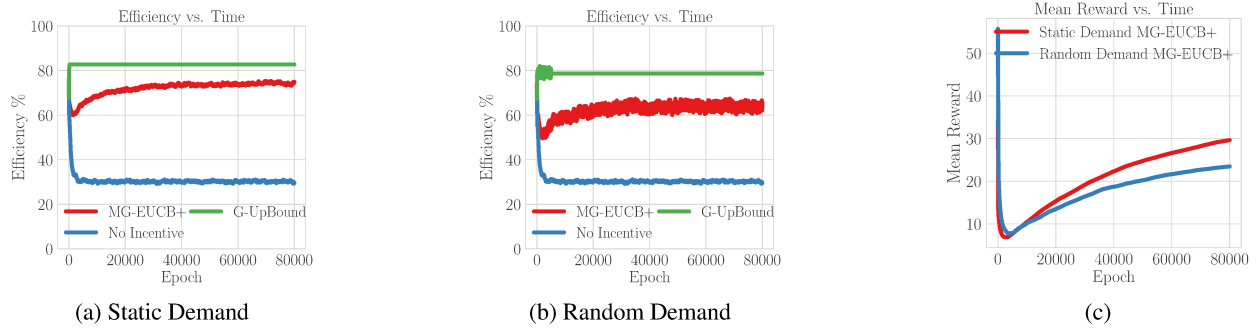 Efficiency vs. Time
100
80
60
40
20
0
Efficiency %
MG-EUCB+ G-UpBound
No Incentive
0 20000 40000 60000 80000
Epoch
(a) Static Demand
Efficiency vs. Time
100
80
60
40
20
0
Efficiency %
MG-EUCB+ G-UpBound
No Incentive
0 20000 40000 60000 80000
Epoch
(b) Random Demand
Mean Reward vs. Time
Static Demand MG-EUCB+
Random Demand MG-EUCB+
50
30
20
10
Mean Reward
0 20000 40000 60000 80000
Epoch
(c)